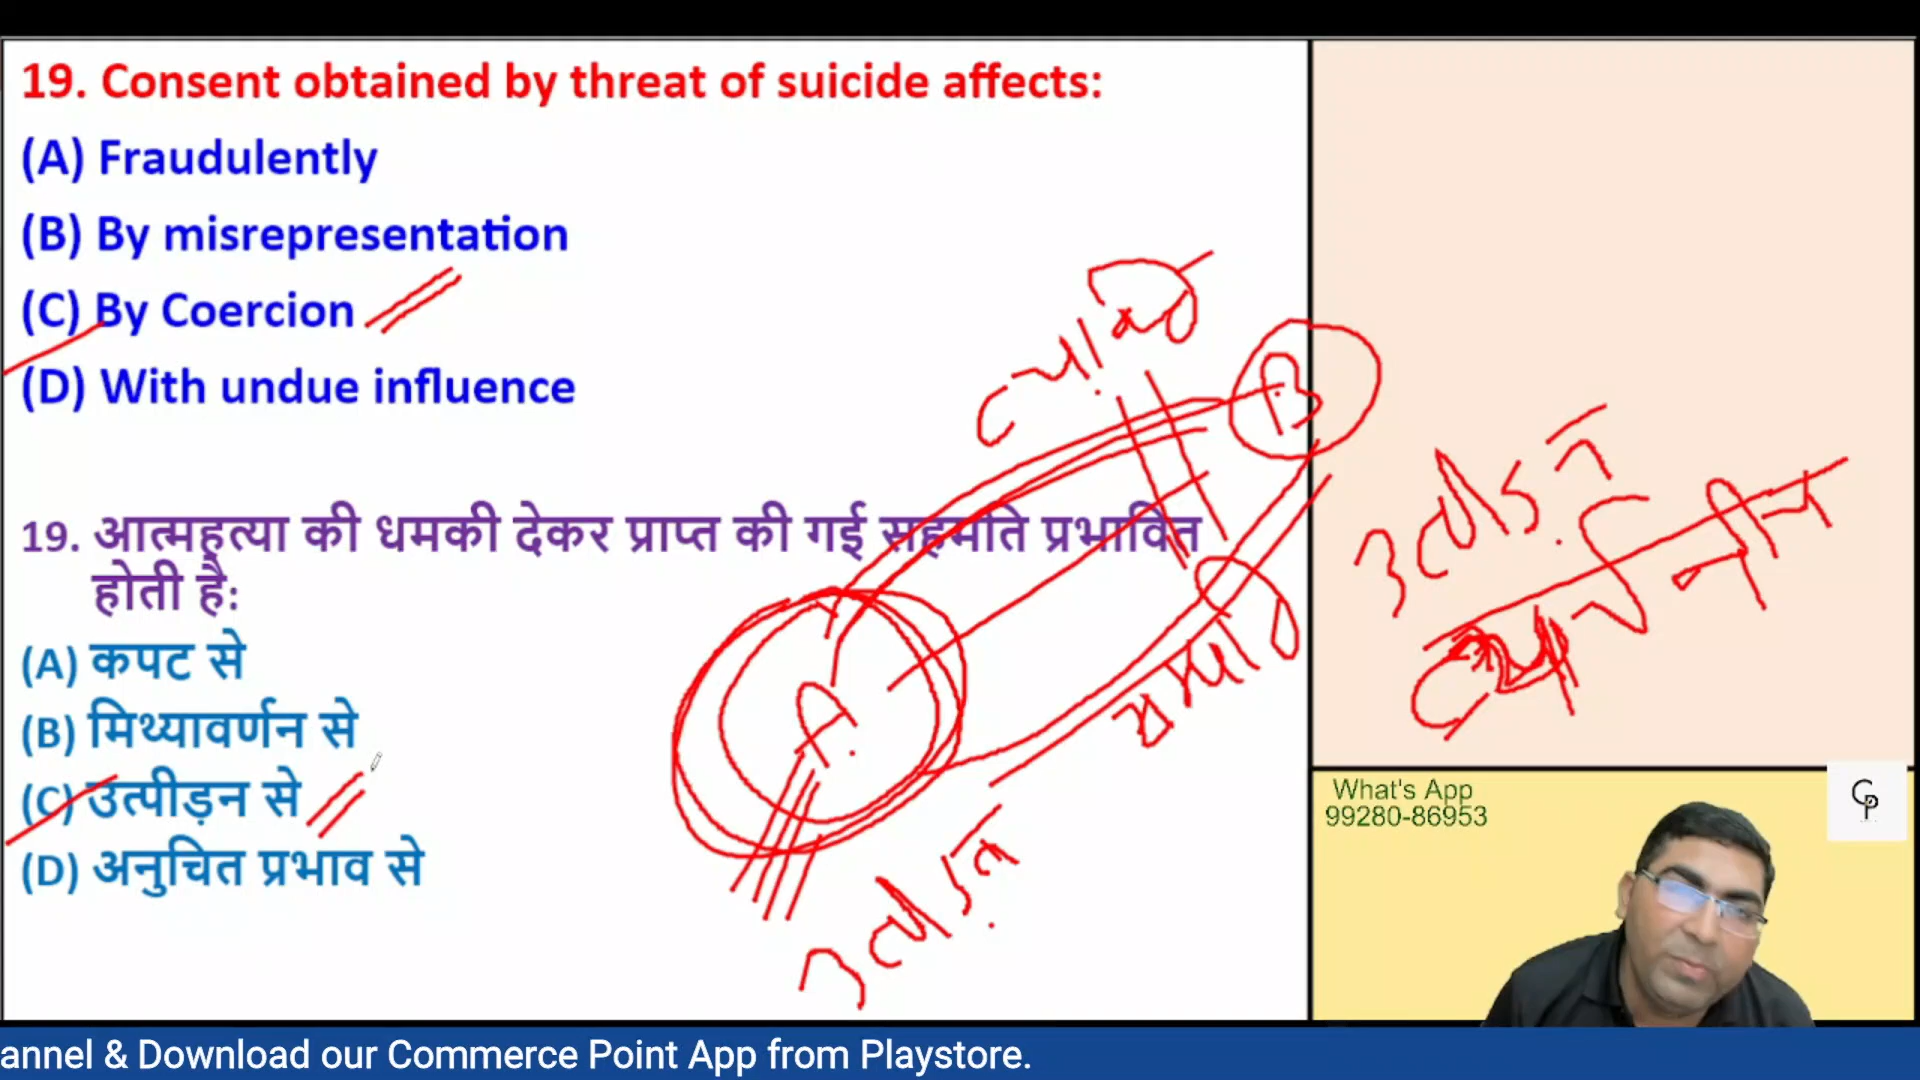 19. Consent obtained by threat of suicide affects:
(A) Fraudulently
(B) By misrepresentation
(C) By Coercion
(D) With undue influence
19. आत्महत्या की धमकी देकर प्राप्त की गई सहमति प्रभावित
होती है:
(A) कपट से
(B) मिथ्यावर्णन से
(C) उत्पीड़न से
(D) अनुचित प्रभाव से
B
A
What's App
99280-86953
CP
annel & Download our Commerce Point App from Playstore.